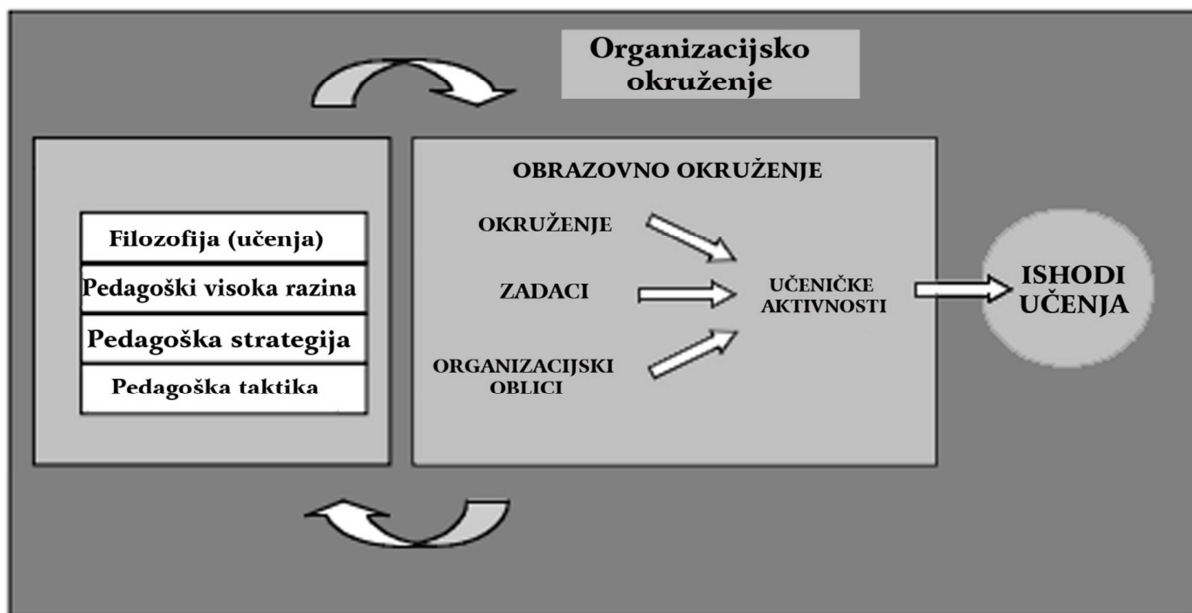 Organizacijsko
okruženje
Filozofija (učenja)
Pedagoški visoka razina
Pedagoška strategija
Pedagoška taktika
OBRAZOVNO OKRUŽENJE
OKRUŽENJE
ZADACI
ORGANIZACIJSKI
OBLICI
UČENIČKE
AKTIVNOSTI
ISHODI
UČENJA